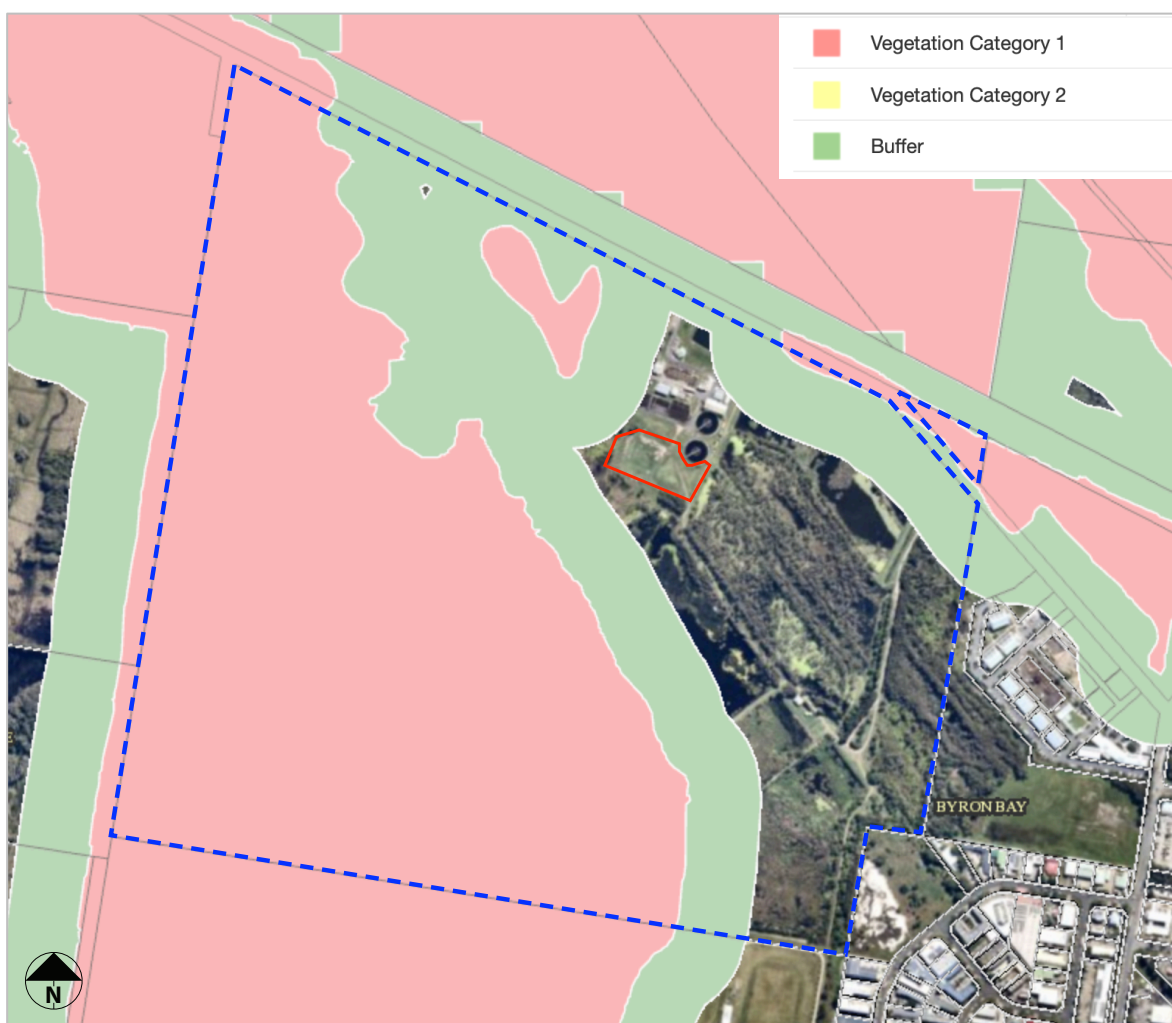 Vegetation Category 1
Vegetation Category 2
Buffer
BYRON BAY
N